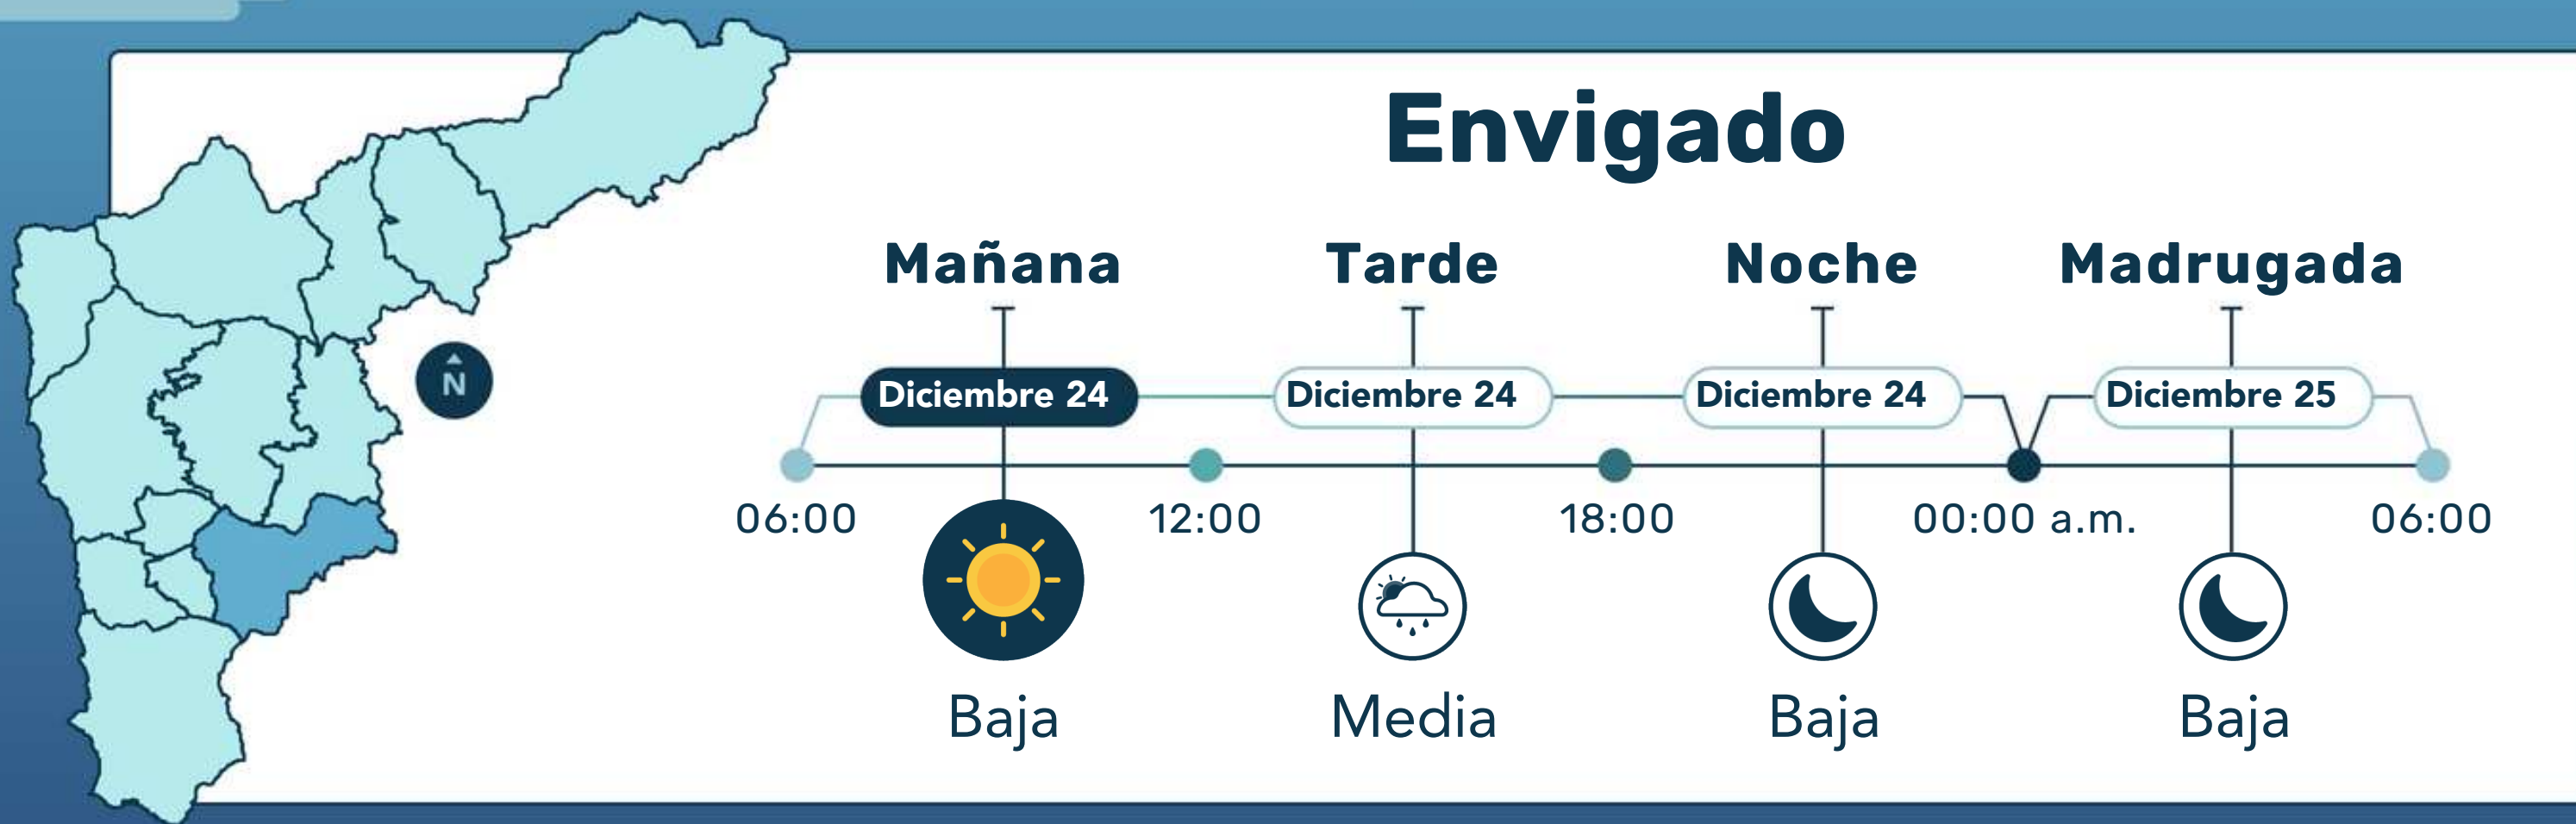 Envigado
Mañana Tarde Noche Madrugada
N
Diciembre 24 Diciembre 24 Diciembre 24 Diciembre 25
06:00 12:00 18:00 00:00 a.m. 06:00
Baja Media Baja Baja